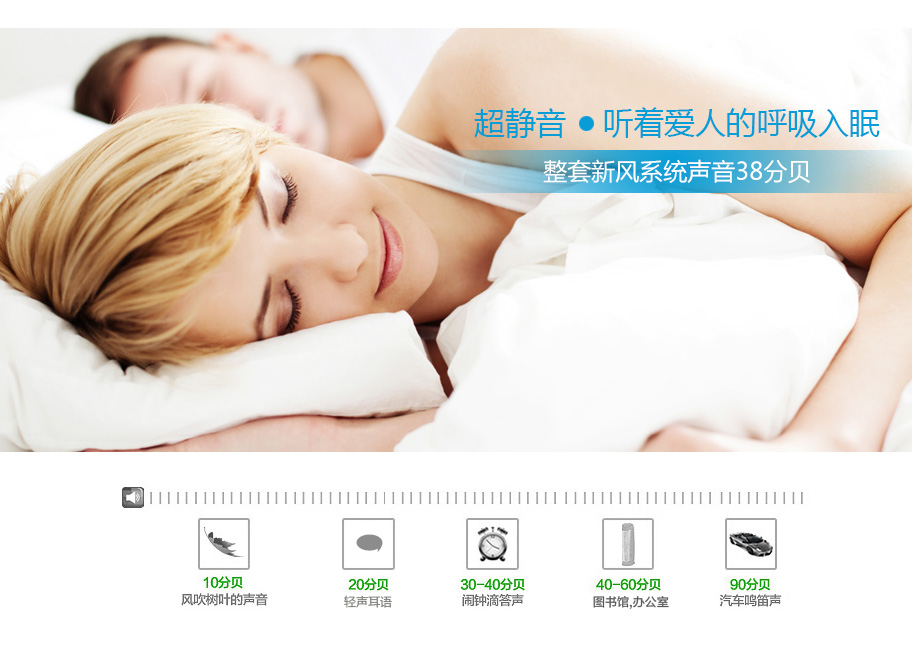 超静音 ● 听着爱人的呼吸入眠
整套新风系统声音38分贝
10分贝
风吹树叶的声音
20分贝
轻声耳语
30-40分贝
闹钟滴答声
40-60分贝
图书馆,办公室
90分贝
汽车鸣笛声